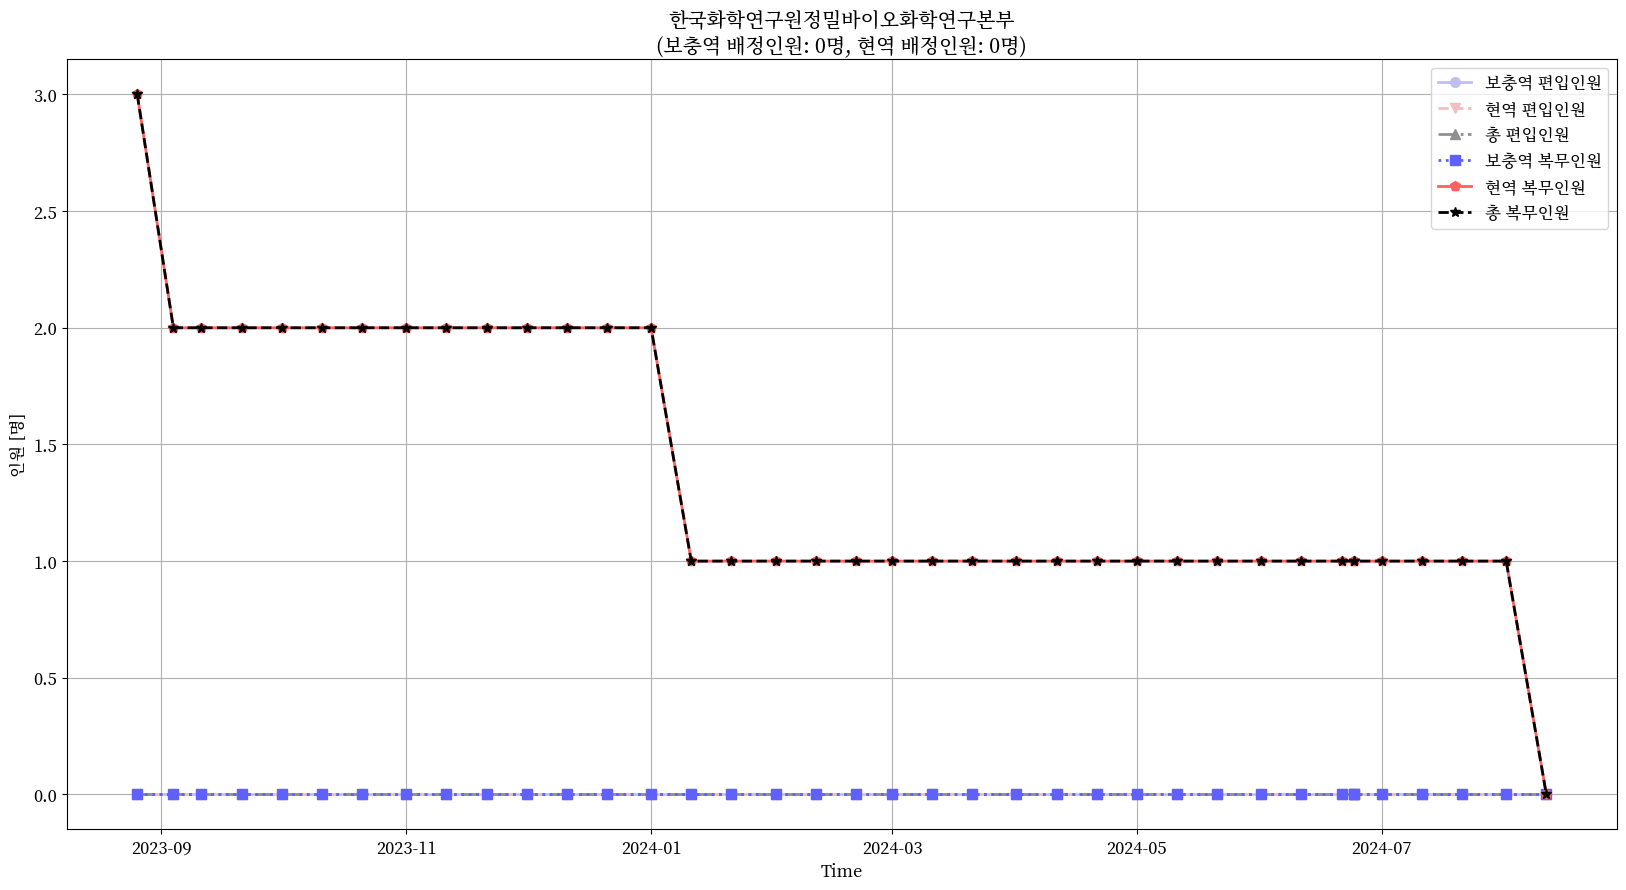 한국화학연구원정밀바이오화학연구본부
(보충역 배정인원: 0명, 현역 배정인원: 0명)
보충역 편입인원
현역 편입인원
총 편입인원
보충역 복무인원
현역 복무인원
총 복무인원
인원 [명]
3.0
2.5
2.0
1.5
1.0
0.5
0.0
2023-09 2023-11 2024-01 2024-03 2024-05 2024-07
Time